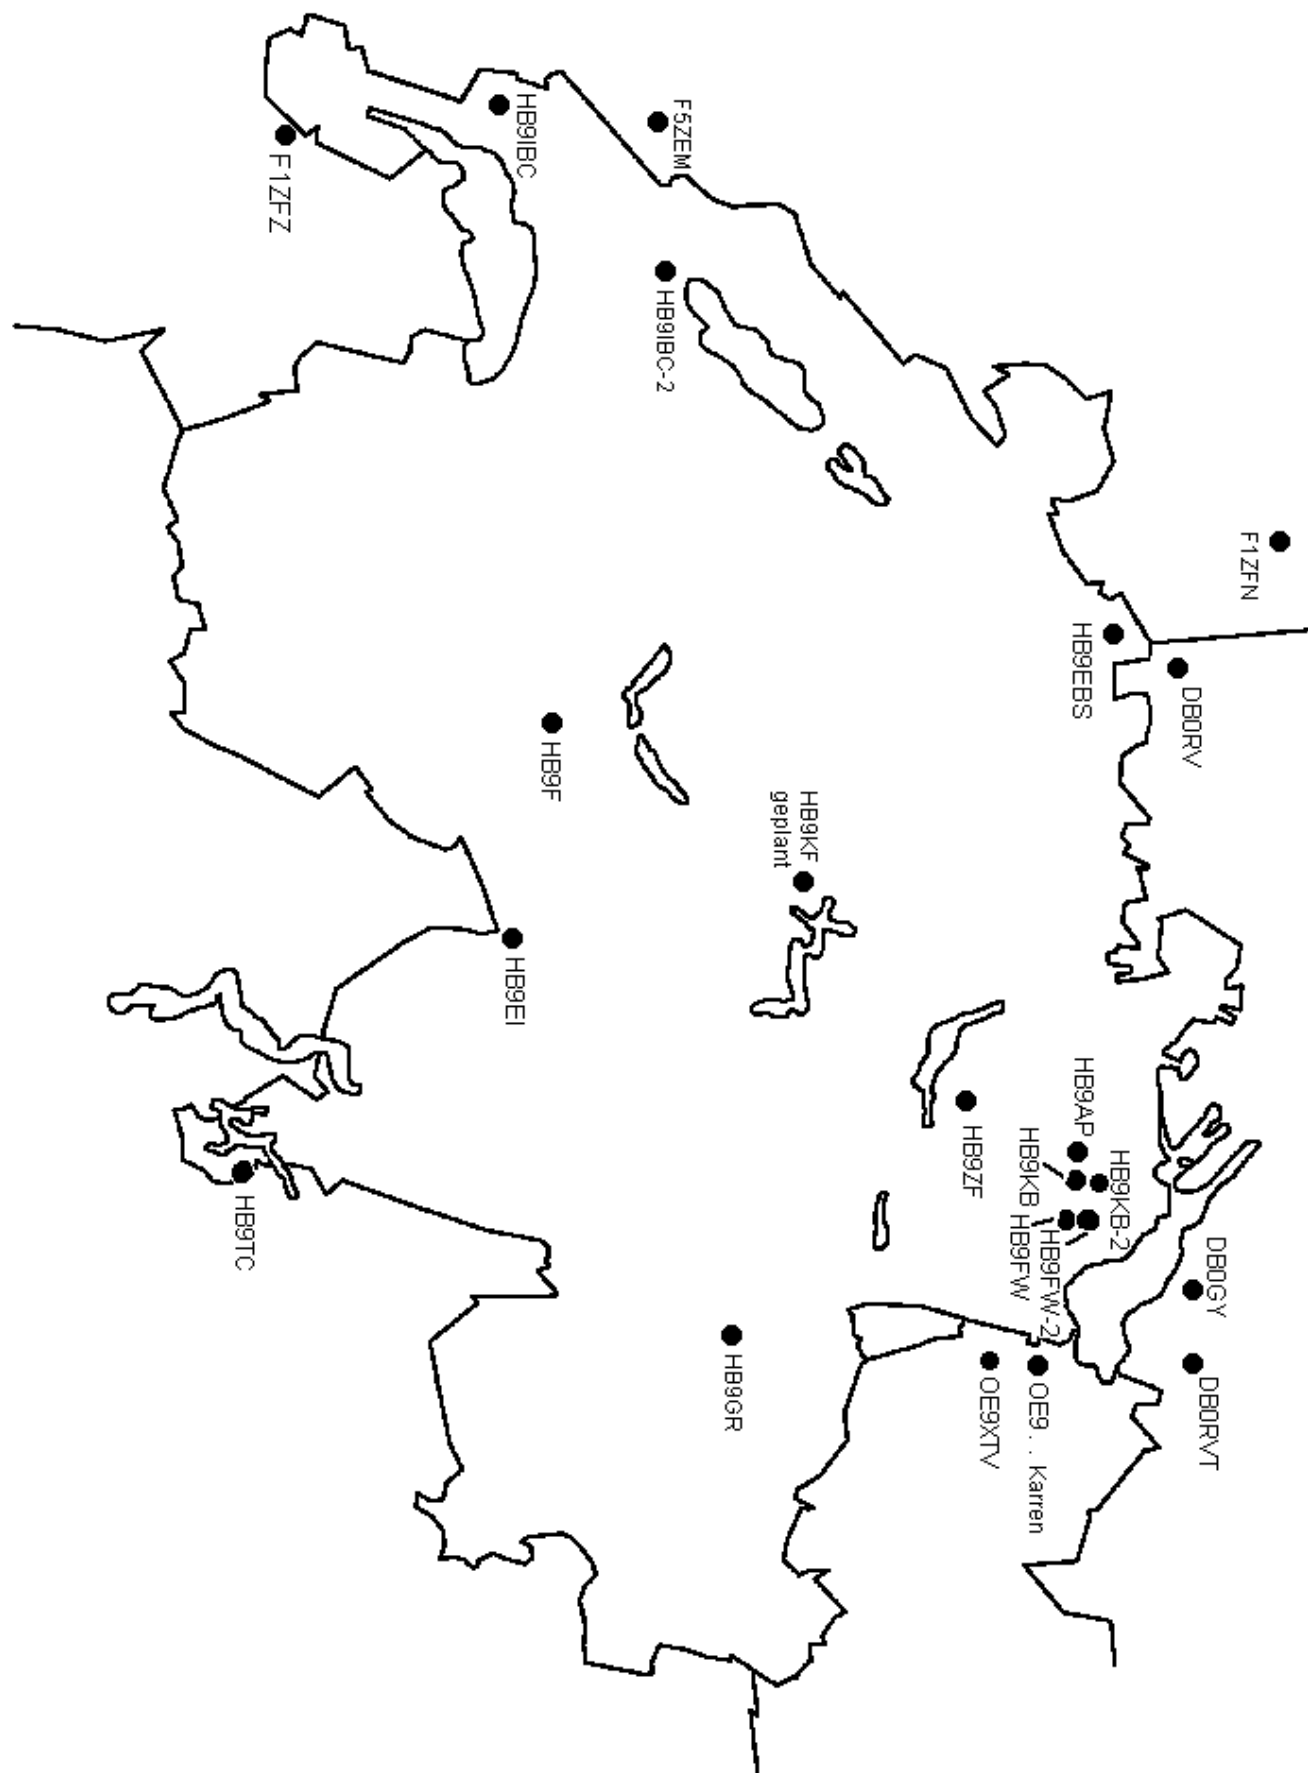 F1ZFN
DB0RV
HB9EBS
DB0GY
DB0RVT
HB9KB-2
HB9AP
HB9KB
HB9FW-2
HB9FW
OE9 . . Karren
OE9XTV
HB9ZF
HB9KF
geplant
F5ZEM
HB9IBC-2
HB9GR
HB9F
HB9IBC
HB9EI
F1ZFZ
HB9TC